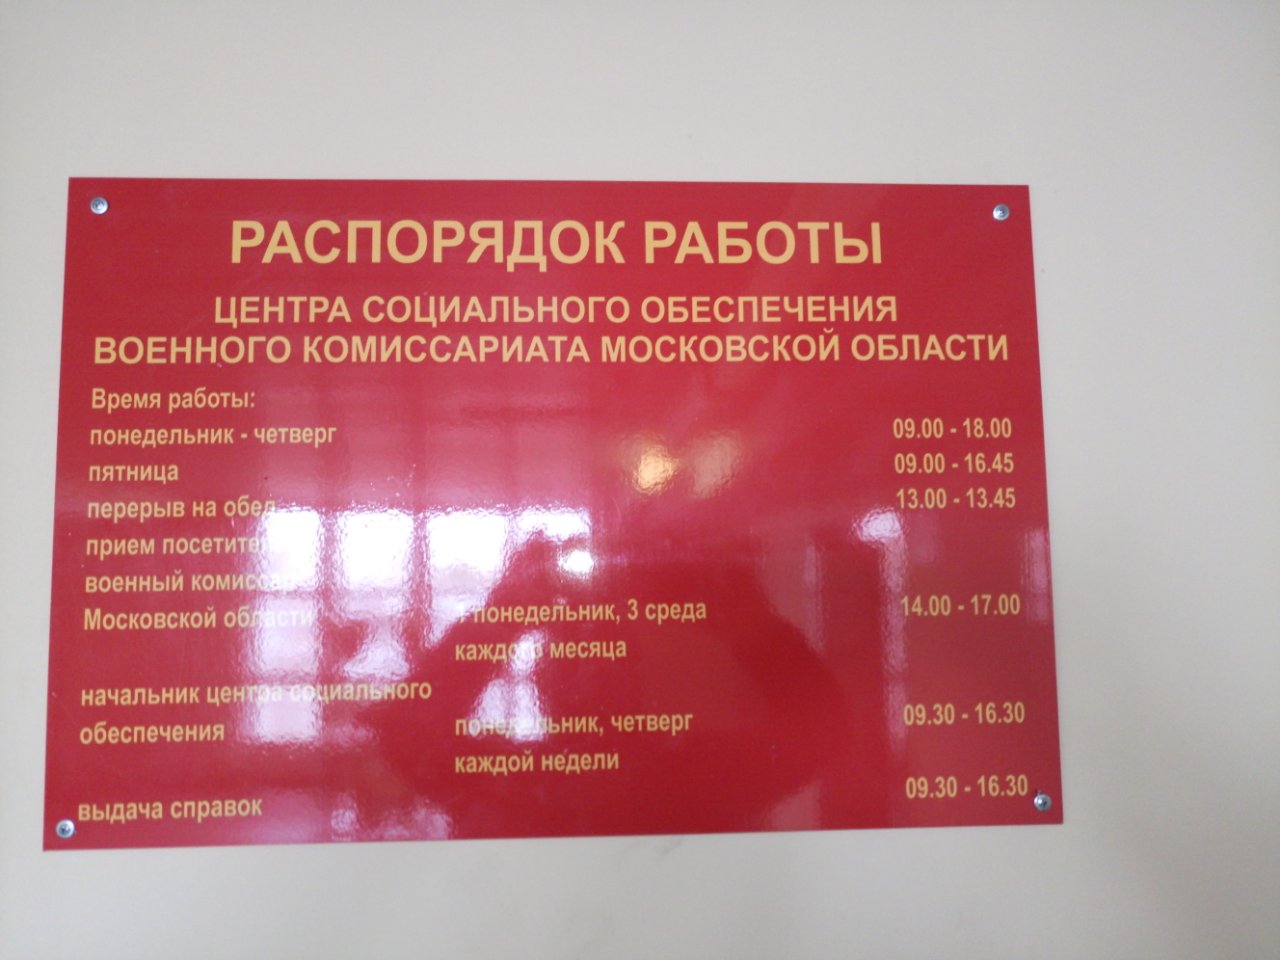 РАСПОРЯДОК РАБОТЫ
ЦЕНТРА СОЦИАЛЬНОГО ОБЕСПЕЧЕНИЯ
ВОЕННОГО КОМИССАРИАТА МОСКОВСКОЙ ОБЛАСТИ
Время работы:
понедельник - четверг 09.00 - 18.00
пятница 09.00 - 16.45
перерыв на обед 13.00 - 13.45
прием
военный комиссар
Московской области 1 понедельник, 3 среда 14.00 - 17.00
каждого месяца
начальник центра социального
обеспечения понедельник, четверг 09.30 - 16.30
каждой недели
выдача справок 09.30 - 16.30